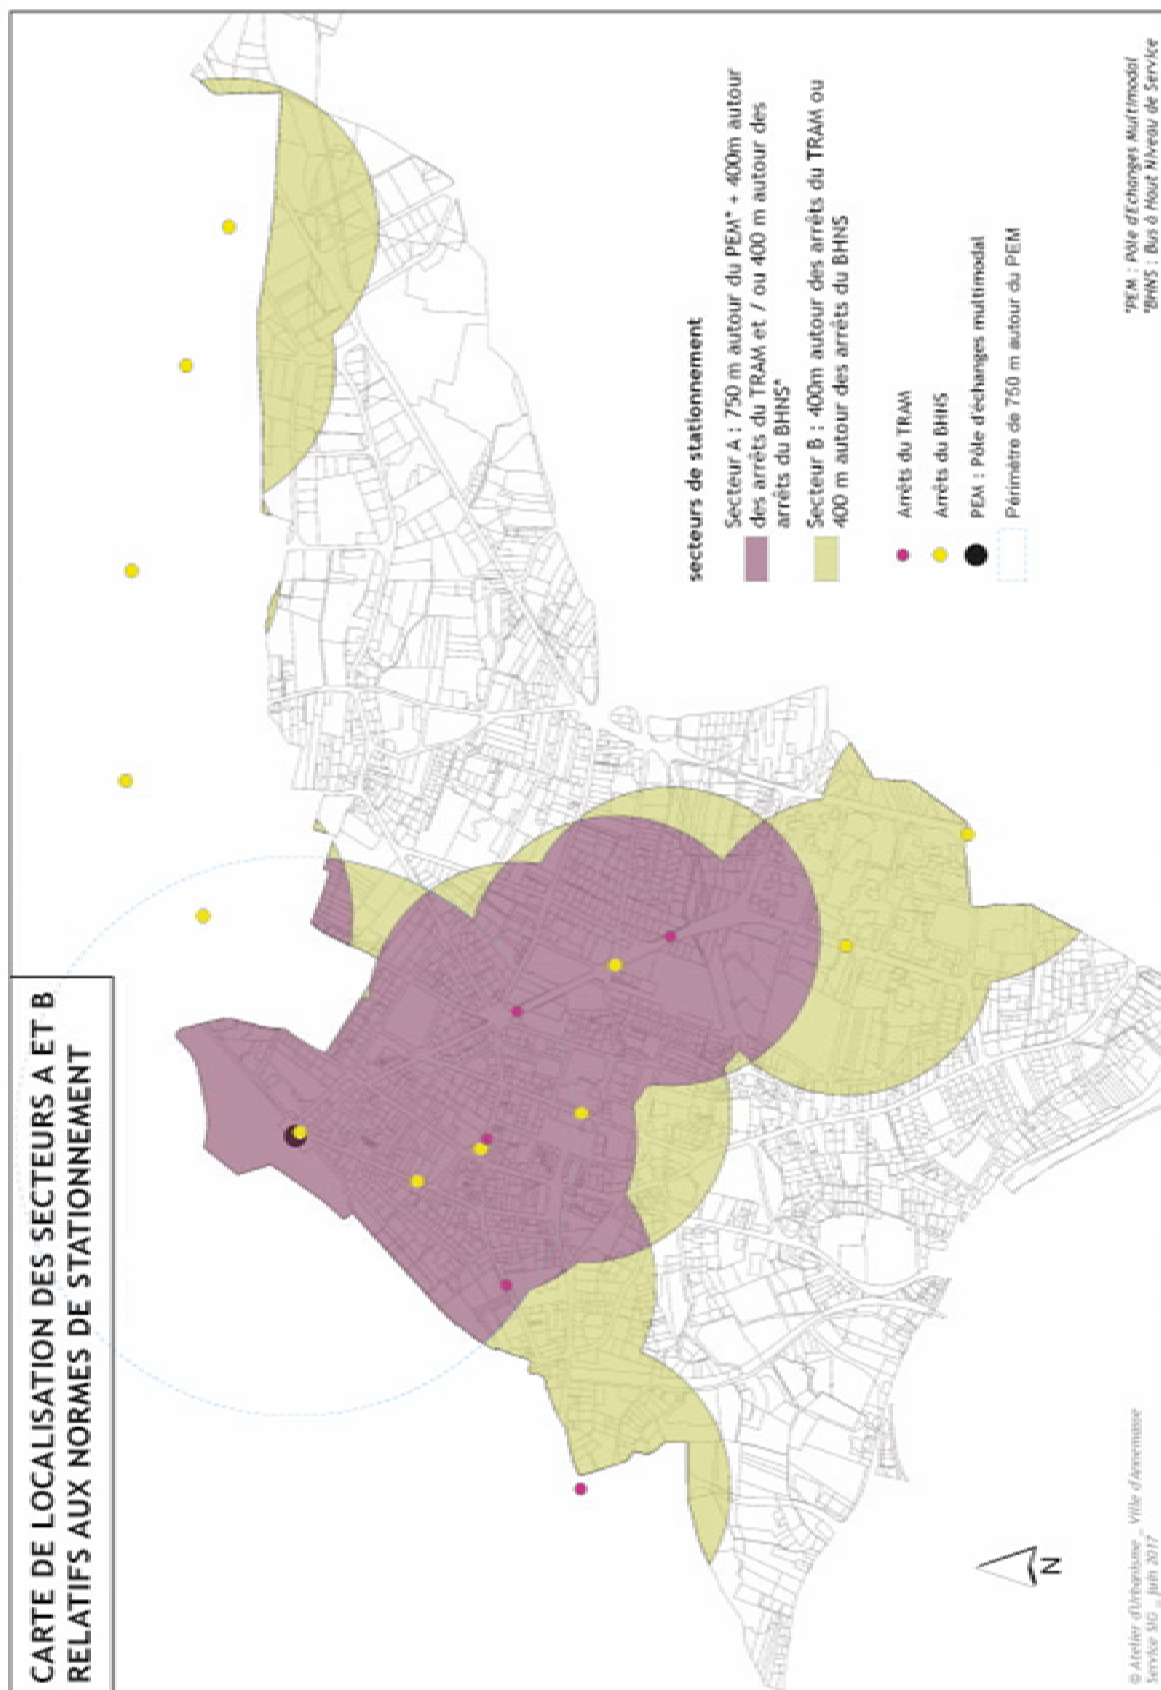 CARTE DE LOCALISATION DES SECTEURS A ET B
RELATIFS AUX NORMES DE STATIONNEMENT
secteurs de stationnement
Secteur A : 750 m autour du PEM* + 400m autour
des arrêts du TRAM et / ou 400 m autour des
arrêts du BHNS*
Secteur B : 400m autour des arrêts du TRAM ou
400 m autour des arrêts du BHNS
Arrêts du TRAM
Arrêts du BHNS
PEM : Pôle d'échanges multimodal
Périmètre de 750 m autour du PEM
*PEM : Pôle d'Echanges Multimodal
*BHNS : Bus à Haut Niveau de Service
N
© Atelier d'Urbanisme _ Ville d'Annemasse
Service SIG _ Juin 2017